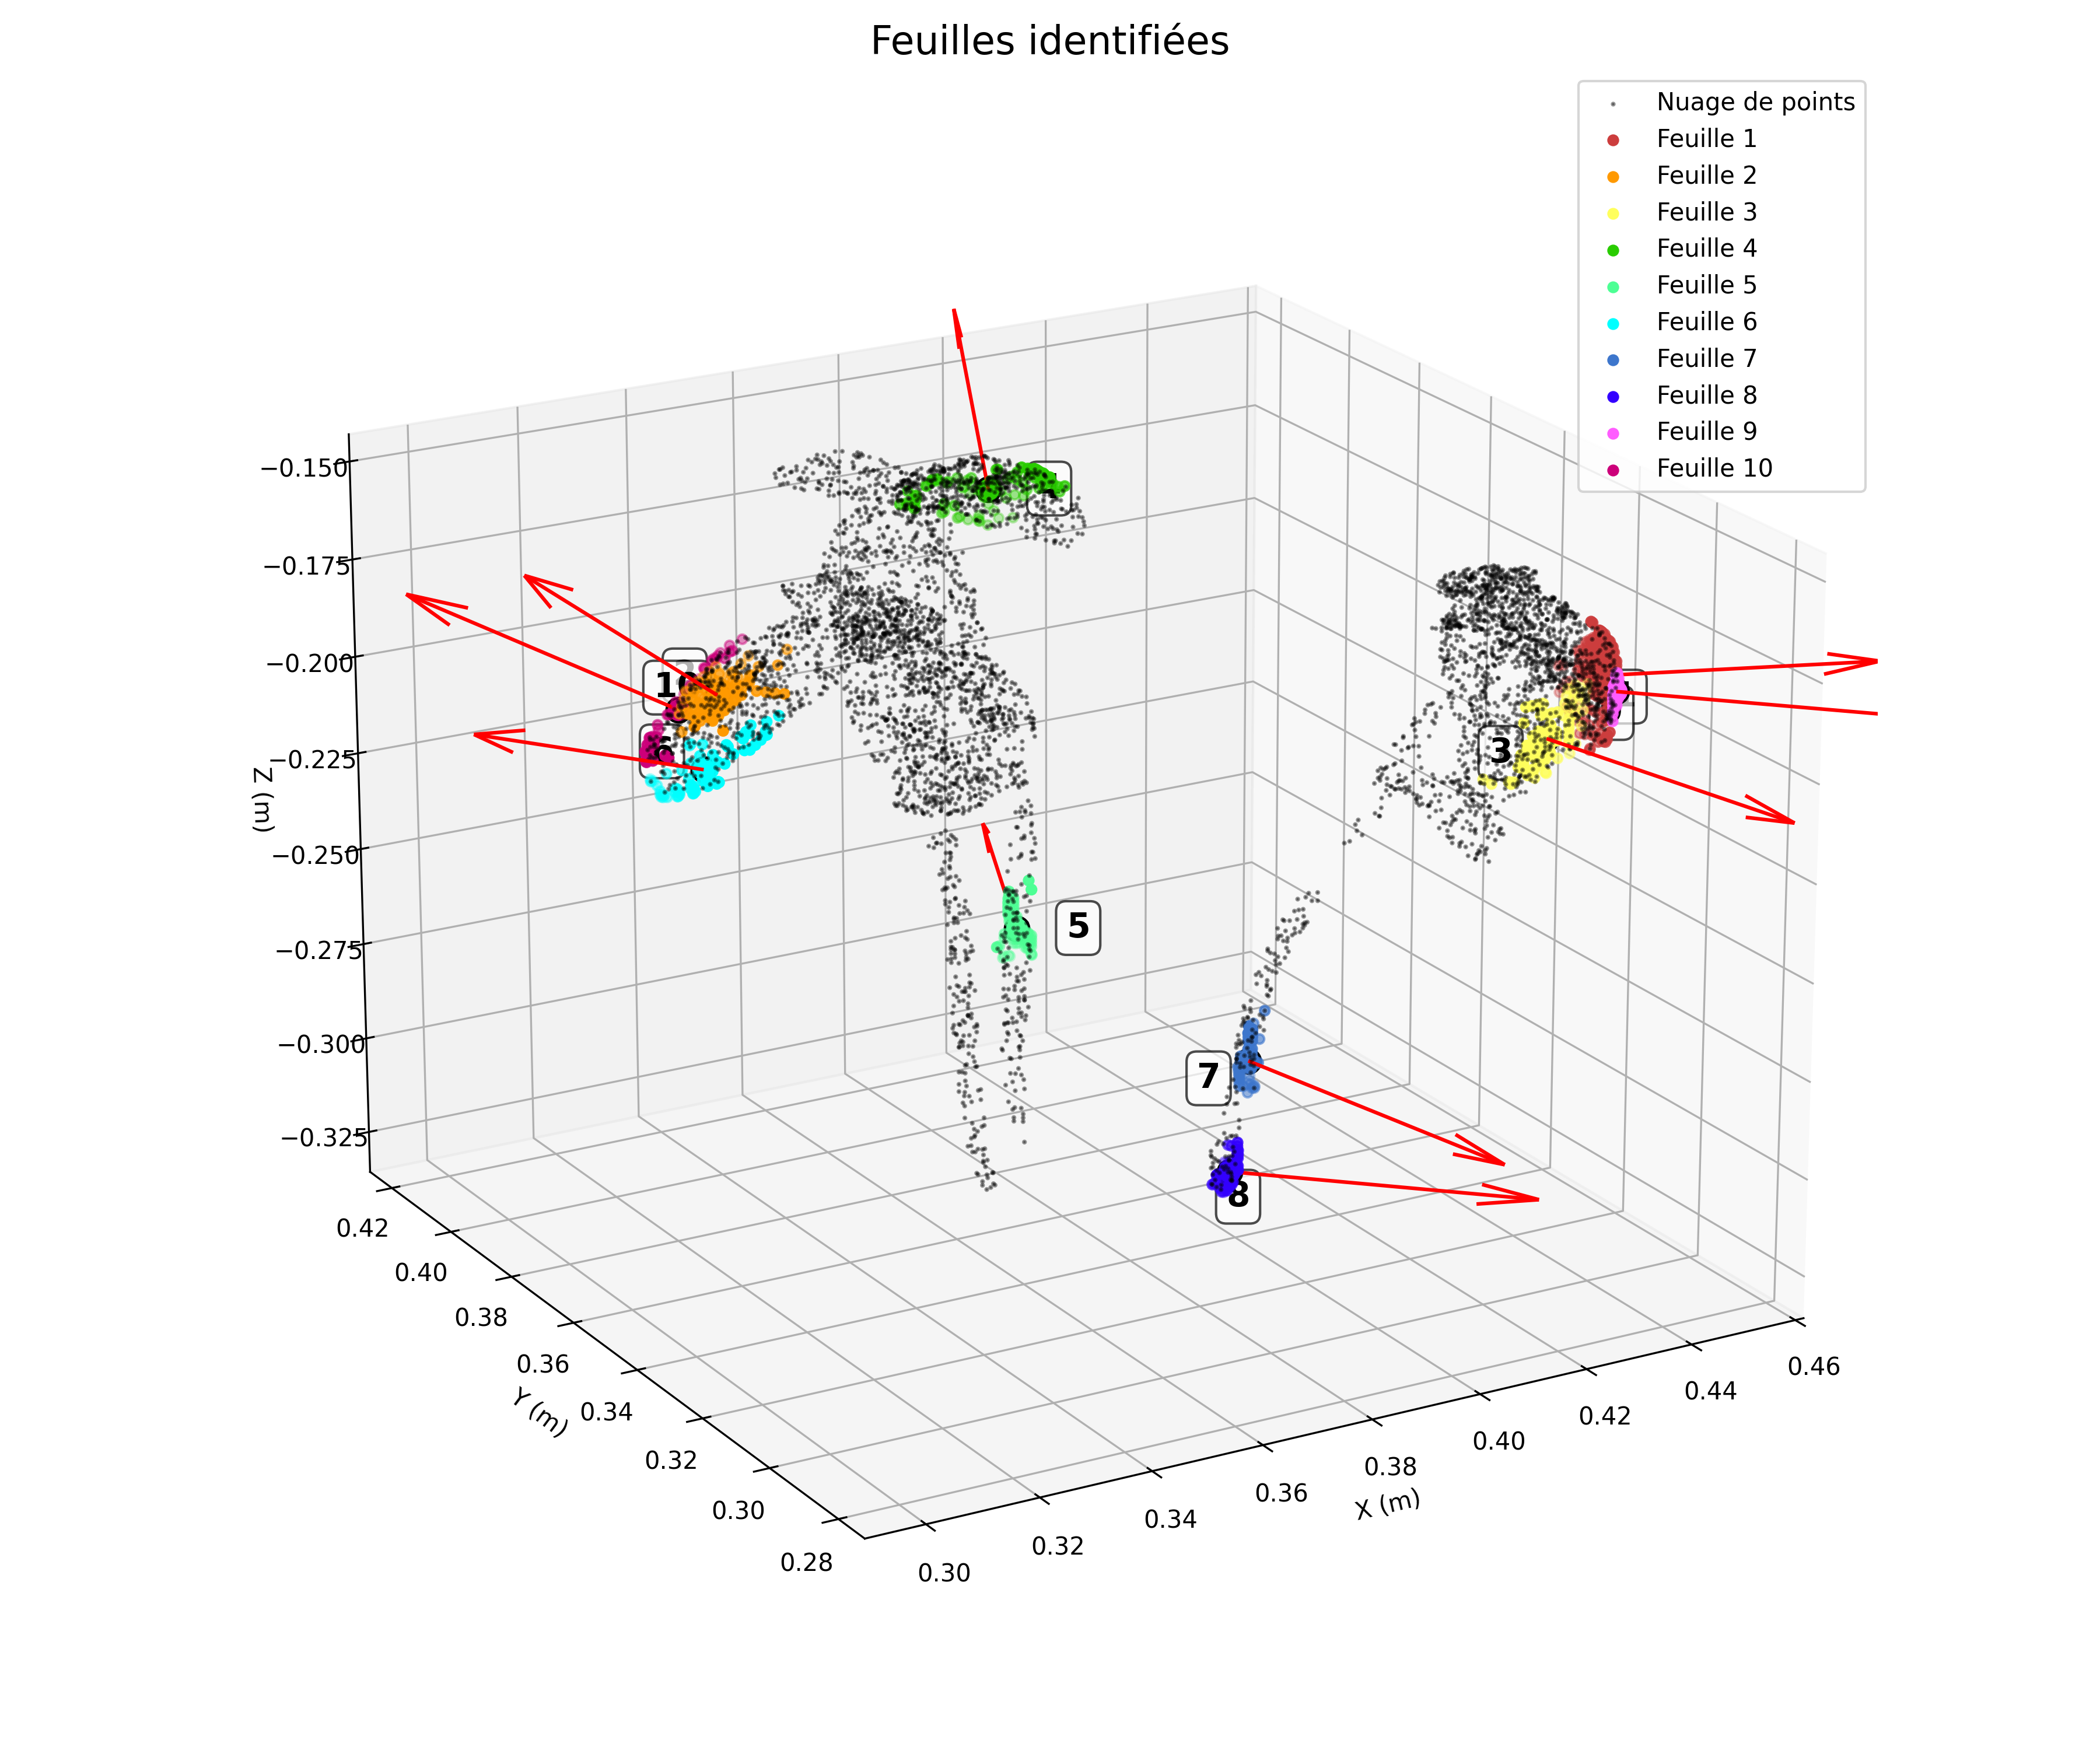 Feuilles identifiées
Nuage de points
Feuille 1
Feuille 2
Feuille 3
Feuille 4
Feuille 5
Feuille 6
Feuille 7
Feuille 8
Feuille 9
Feuille 10
−0.150
−0.175
−0.200
−0.225
−0.250
−0.275
−0.300
−0.325
Z (m)
10
6
3
5
7
8
0.42
0.40
0.38
0.36
0.34
0.32
0.30
0.28
Y (m)
0.30
0.32
0.34
0.36
0.38
0.40
0.42
0.44
0.46
X (m)